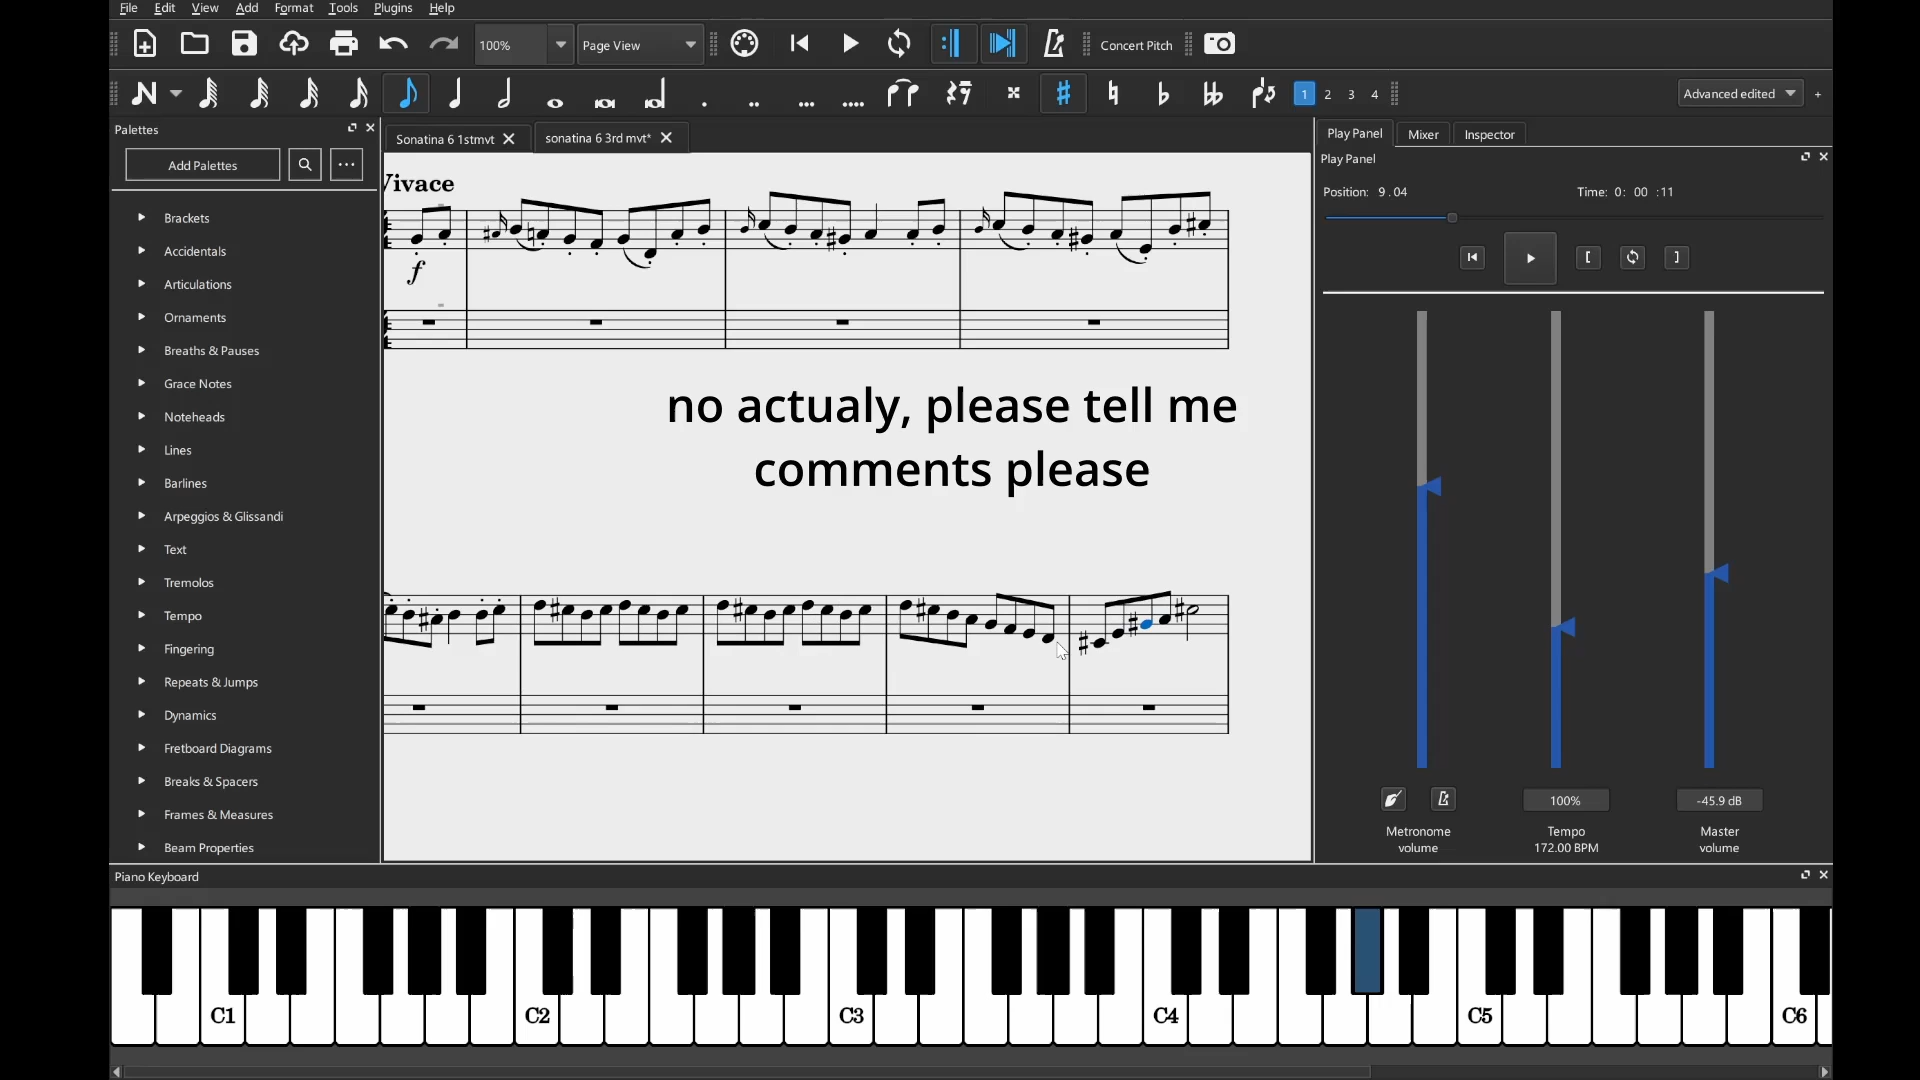 File Edit View Add Format Tools Plugins Help
100% Page View Concert Pitch
1 2 3 4 Advanced edited +
Palettes
Add Palettes ...
Brackets
Accidentals
Articulations
Ornaments
Breaths & Pauses
Grace Notes
Noteheads
Lines
Barlines
Arpeggios & Glissandi
Text
Tremolos
Tempo
Fingering
Repeats & Jumps
Dynamics
Fretboard Diagrams
Breaks & Spacers
Frames & Measures
Beam Properties
Sonatina 6 1stmvt sonatina 6 3rd mvt*
Vivace
f
no actualy, please tell me
comments please
Play Panel Mixer Inspector
Play Panel
Position: 9.04 Time: 0: 00 :11
100% -45.9 dB
Metronome Tempo Master
volume 172.00 BPM volume
Piano Keyboard
C1 C2 C3 C4 C5 C6